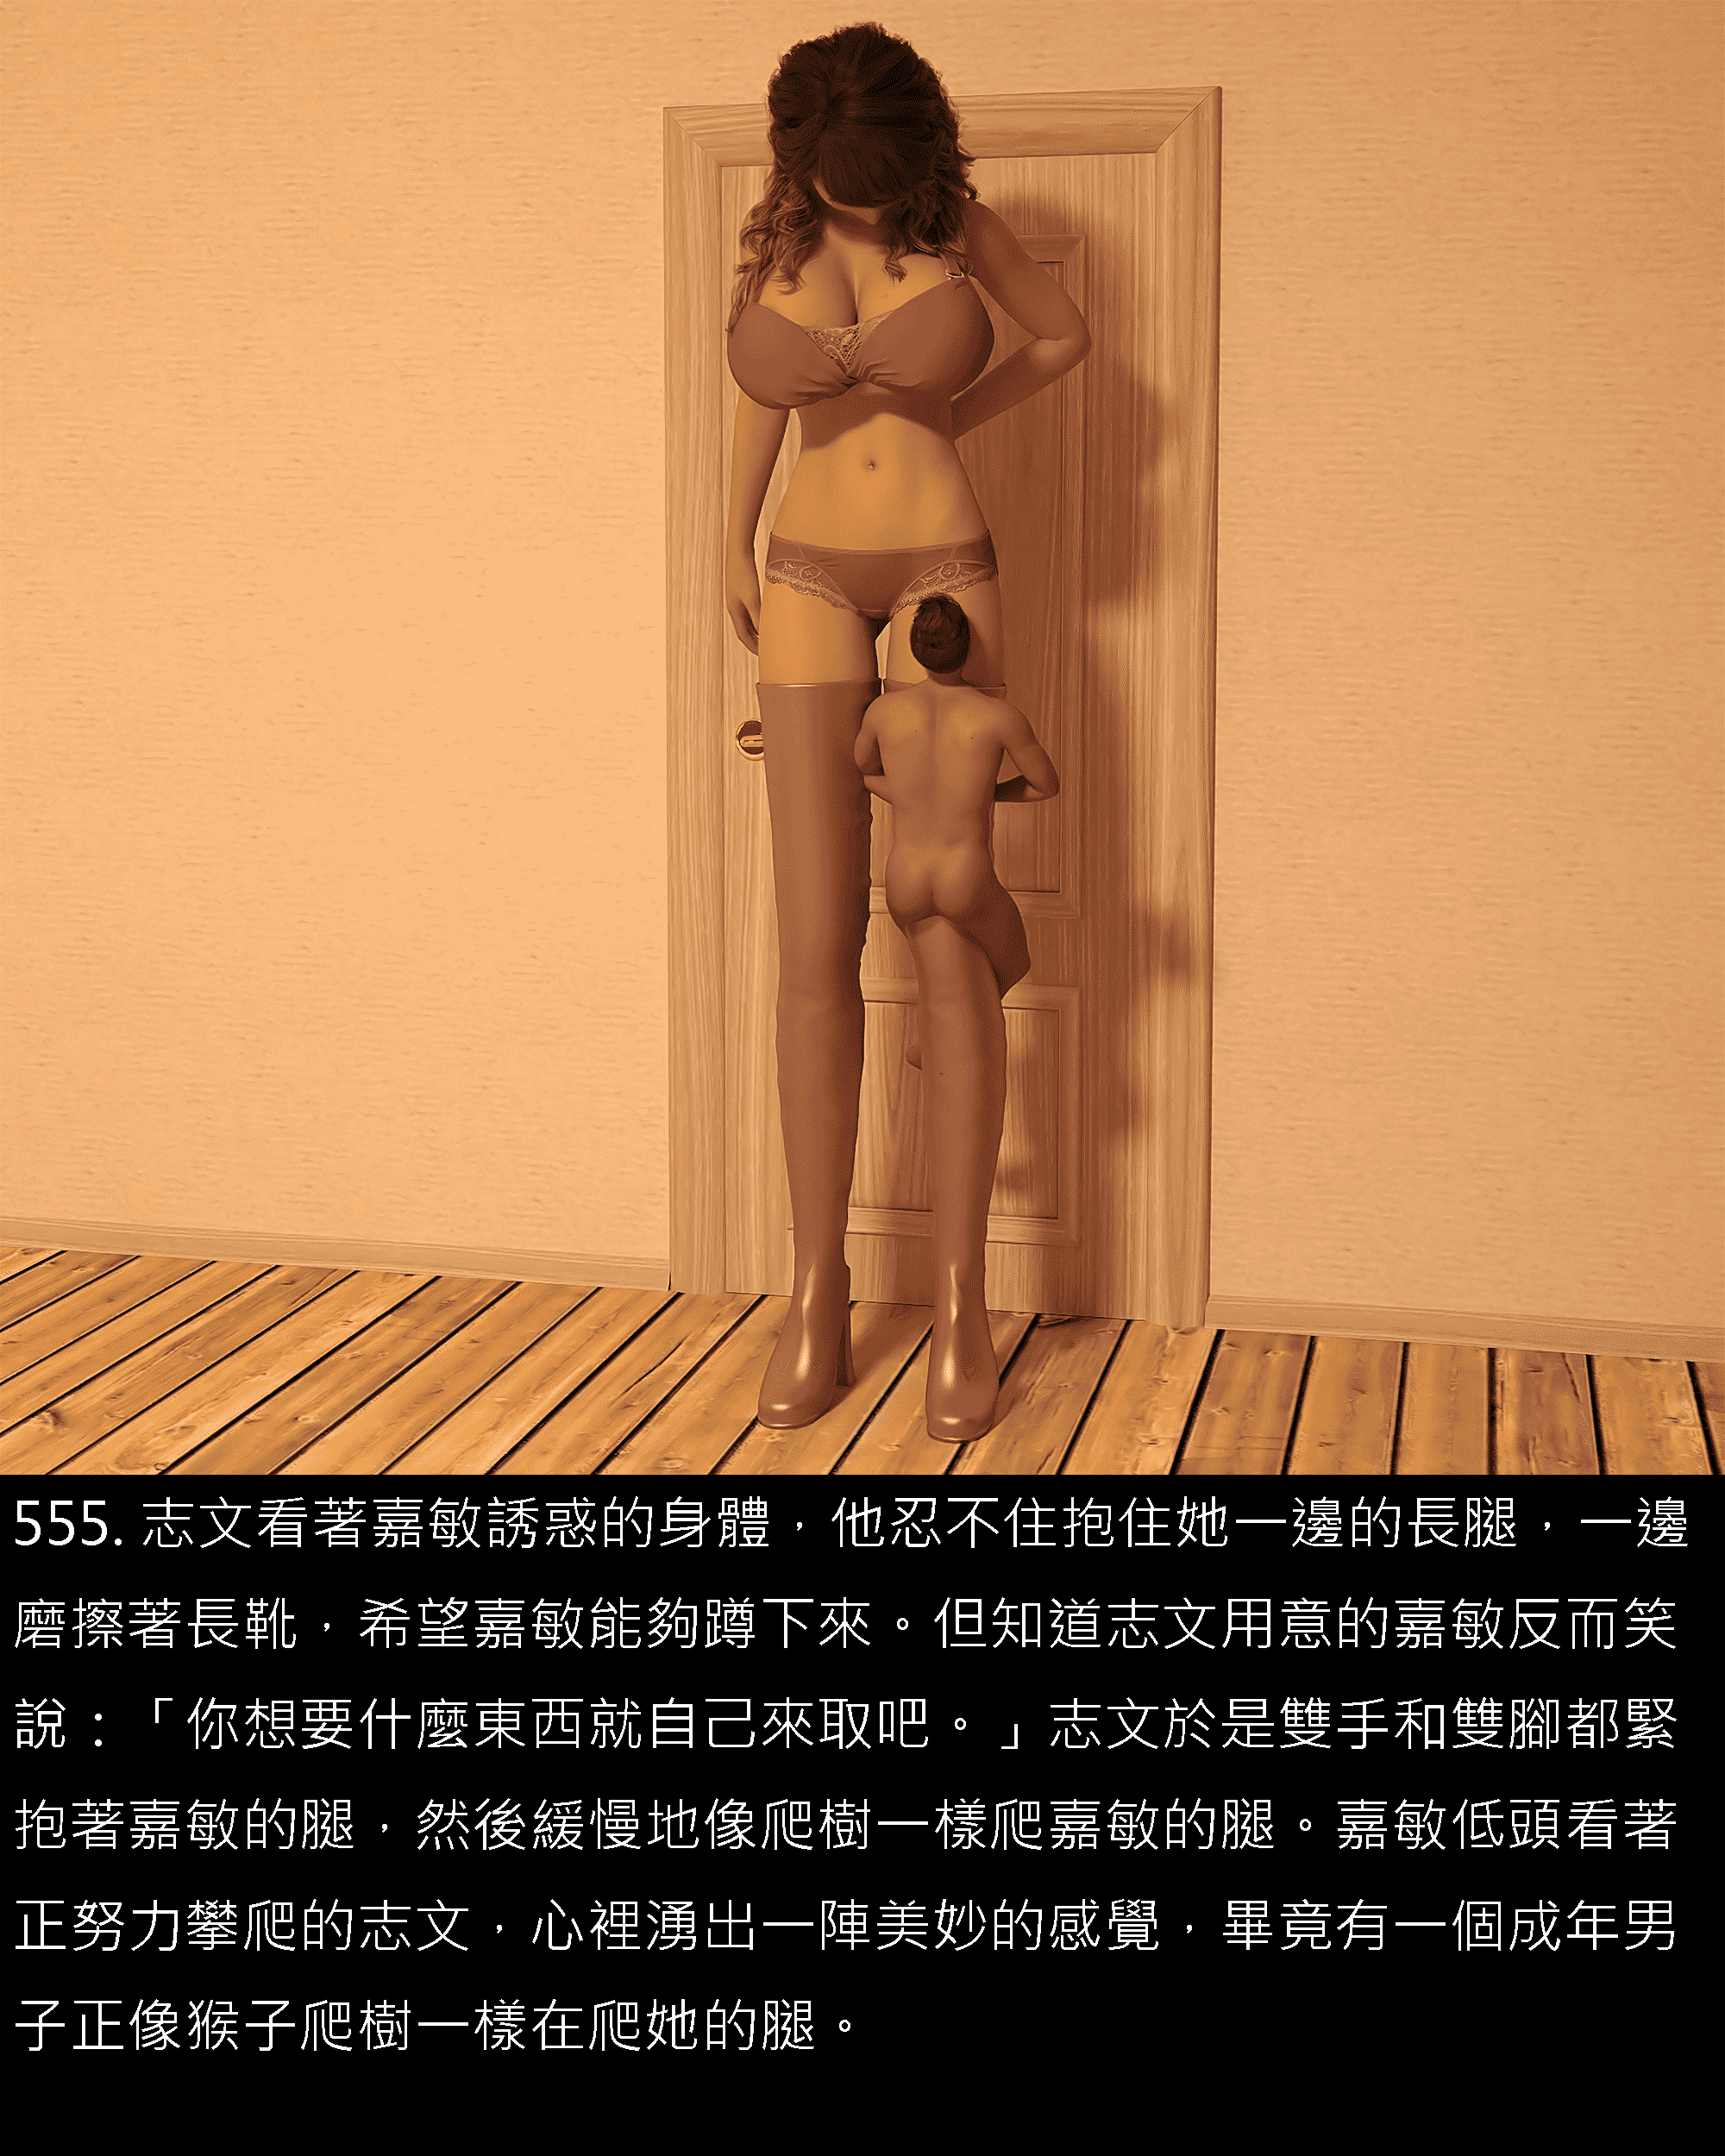 555. 志文看著嘉敏誘惑的身體，他忍不住抱住她一邊的長腿，一邊
磨擦著長靴，希望嘉敏能夠蹲下來。但知道志文用意的嘉敏反而笑
說：「你想要什麼東西就自己來取吧。」志文於是雙手和雙腳都緊
抱著嘉敏的腿，然後緩慢地像爬樹一樣爬嘉敏的腿。嘉敏低頭看著
正努力攀爬的志文，心裡湧出一陣美妙的感覺，畢竟有一個成年男
子正像猴子爬樹一樣在爬她的腿。